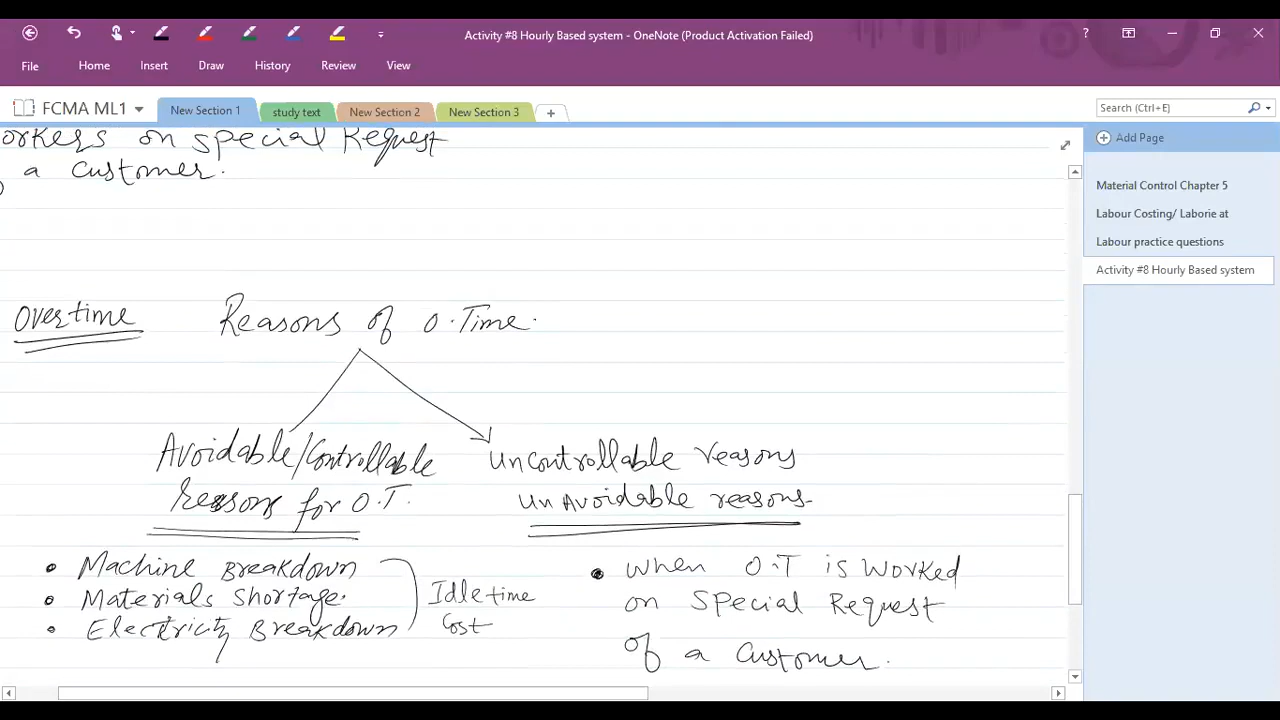 Activity #8 Hourly Based system - OneNote (Product Activation Failed)
?
File Home Insert Draw History Review View
FCMA ML1 New Section 1 study text New Section 2 New Section 3 +
Search (Ctrl+E)
Add Page
Material Control Chapter 5
Labour Costing/ Laborie at
Labour practice questions
Activity #8 Hourly Based system
orkers on special Request
a Customer.
Overtime Reasons of O.Time.
Avoidable/Controllable
Reasons for O.T.
UnControllable reasons
UnAvoidable reasons
• Machine Breakdown
• Materials shortage.
• Electricity Breakdown
Idle time
Cost
• When O.T is worked
on Special Request
of a Customer.